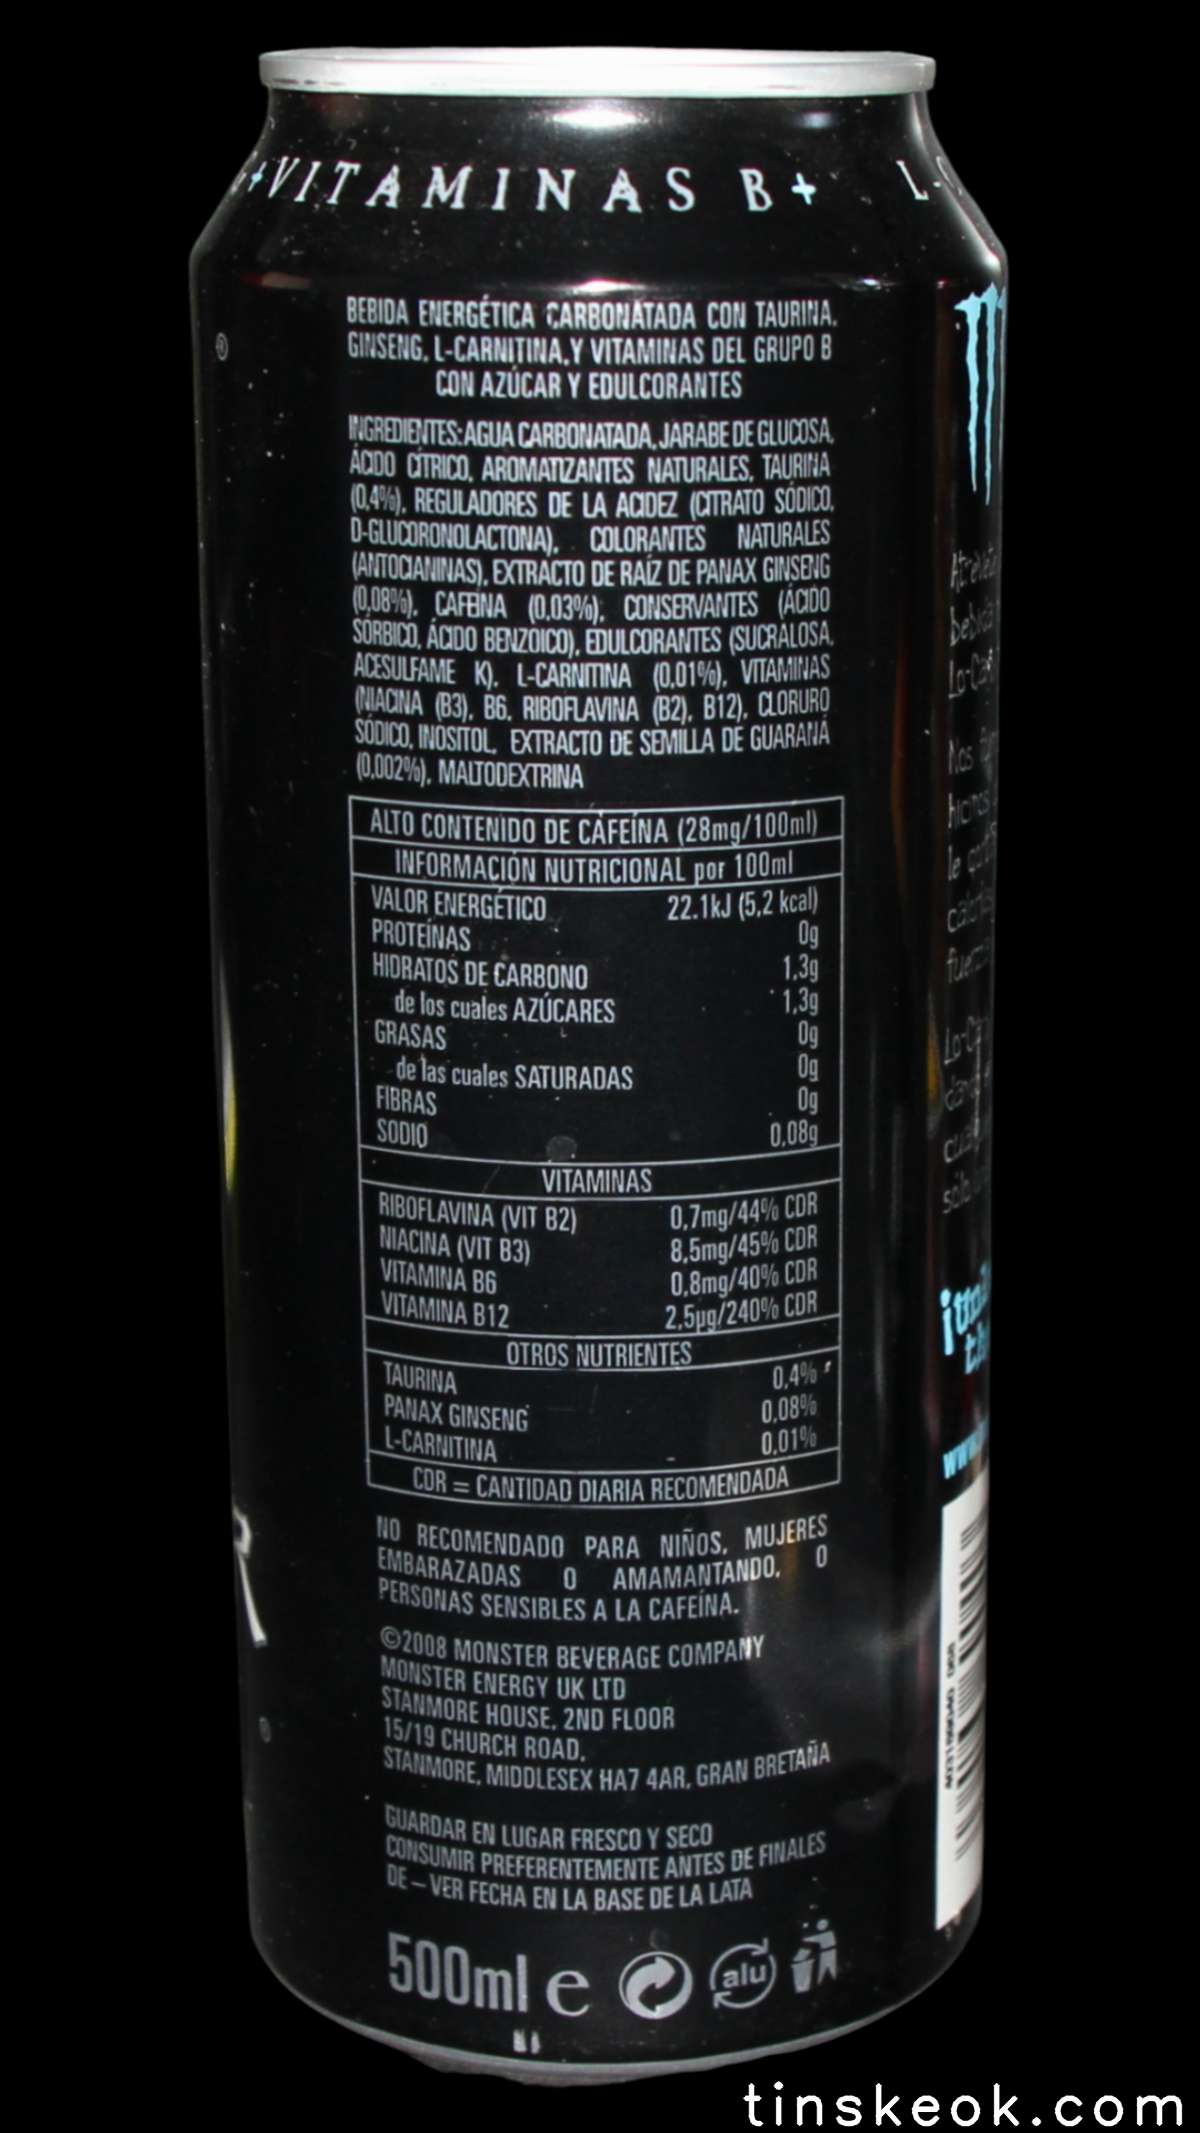 +VITAMINAS B+ L-C
BEBIDA ENERGÉTICA CARBONATADA CON TAURINA,
GINSENG, L-CARNITINA,Y VITAMINAS DEL GRUPO B
CON AZÚCAR Y EDULCORANTES
INGREDIENTES: AGUA CARBONATADA, JARABE DE GLUCOSA,
ÁCIDO CÍTRICO, AROMATIZANTES NATURALES, TAURINA
(0,4%), REGULADORES DE LA ACIDEZ (CITRATO SÓDICO,
D-GLUCORONOLACTONA), COLORANTES NATURALES
(ANTOCIANINAS), EXTRACTO DE RAÍZ DE PANAX GINSENG
(0,08%), CAFEÍNA (0,03%), CONSERVANTES (ÁCIDO
SÓRBICO, ÁCIDO BENZOICO), EDULCORANTES (SUCRALOSA,
ACESULFAME K), L-CARNITINA (0,01%), VITAMINAS
(NIACINA (B3), B6, RIBOFLAVINA (B2), B12), CLORURO
SÓDICO, INOSITOL, EXTRACTO DE SEMILLA DE GUARANÁ
(0,002%), MALTODEXTRINA
ALTO CONTENIDO DE CAFEÍNA (28mg/100ml)
INFORMACIÓN NUTRICIONAL por 100ml
VALOR ENERGÉTICO 22.1kJ (5,2 kcal)
PROTEÍNAS 0g
HIDRATOS DE CARBONO 1,3g
de los cuales AZÚCARES 1,3g
GRASAS 0g
de las cuales SATURADAS 0g
FIBRAS 0g
SODIO 0,08g
VITAMINAS
RIBOFLAVINA (VIT B2) 0,7mg/44% CDR
NIACINA (VIT B3) 8,5mg/45% CDR
VITAMINA B6 0,8mg/40% CDR
VITAMINA B12 2,5µg/240% CDR
OTROS NUTRIENTES
TAURINA 0,4%
PANAX GINSENG 0,08%
L-CARNITINA 0,01%
CDR = CANTIDAD DIARIA RECOMENDADA
NO RECOMENDADO PARA NIÑOS, MUJERES
EMBARAZADAS O AMAMANTANDO, O
PERSONAS SENSIBLES A LA CAFEÍNA.
©2008 MONSTER BEVERAGE COMPANY
MONSTER ENERGY UK LTD
STANMORE HOUSE, 2ND FLOOR
15/19 CHURCH ROAD,
STANMORE, MIDDLESEX HA7 4AR, GRAN BRETAÑA
GUARDAR EN LUGAR FRESCO Y SECO
CONSUMIR PREFERENTEMENTE ANTES DE FINALES
DE – VER FECHA EN LA BASE DE LA LATA
500ml e
alu
tinskeok.com